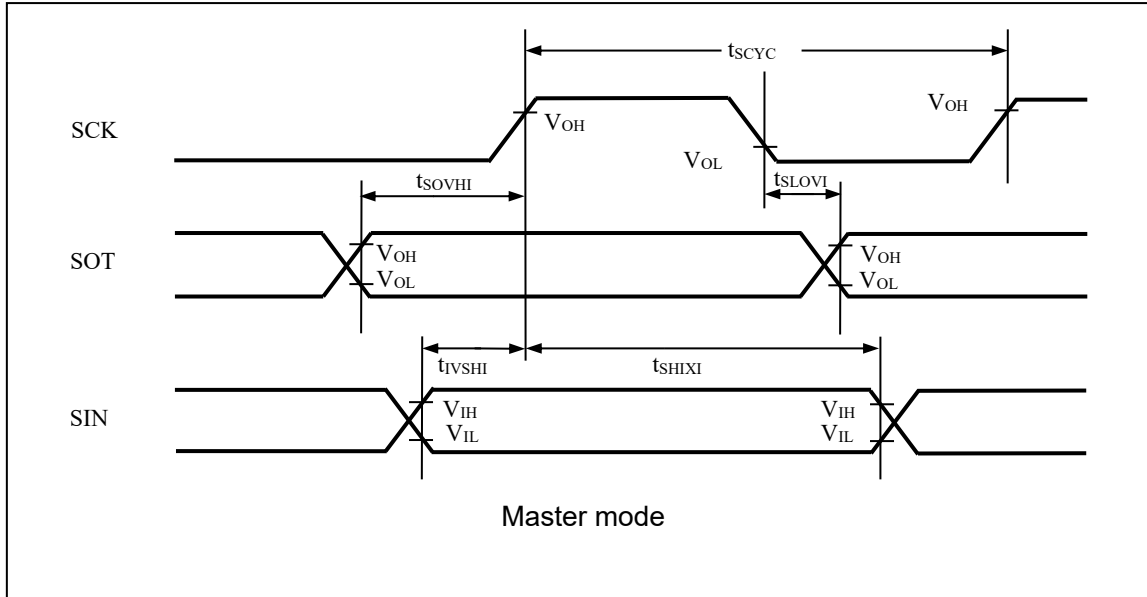 tSCYC
SCK
VOH
VOL
VOH
tSOVHI
tSLOVI
SOT
VOH
VOL
VOH
VOL
tIVSHI
tSHIXI
SIN
VIH
VIL
VIH
VIL
Master mode